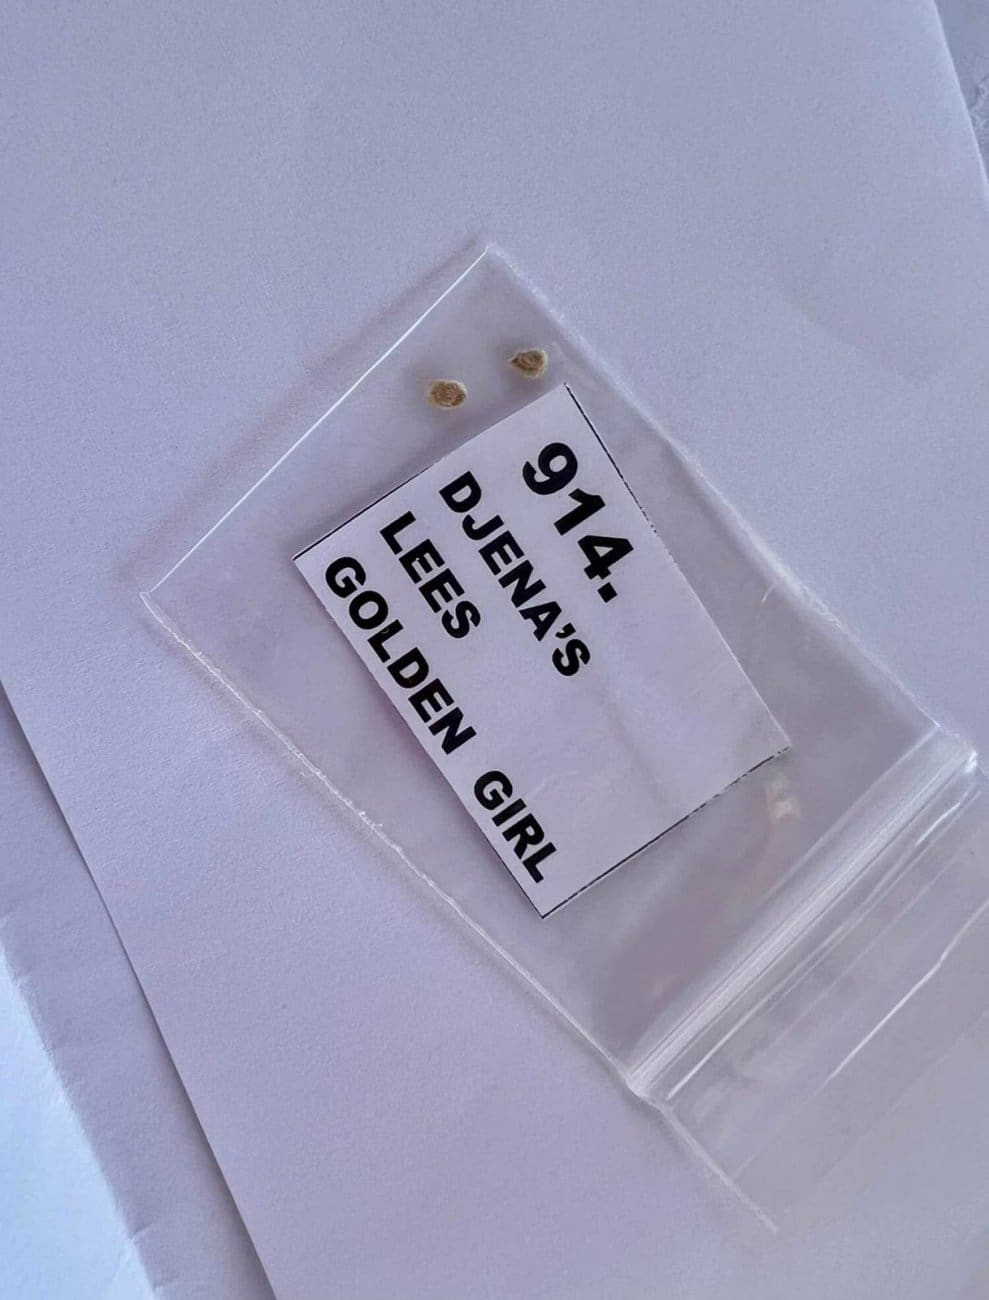 914.
DJENA'S
LEES
GOLDEN GIRL